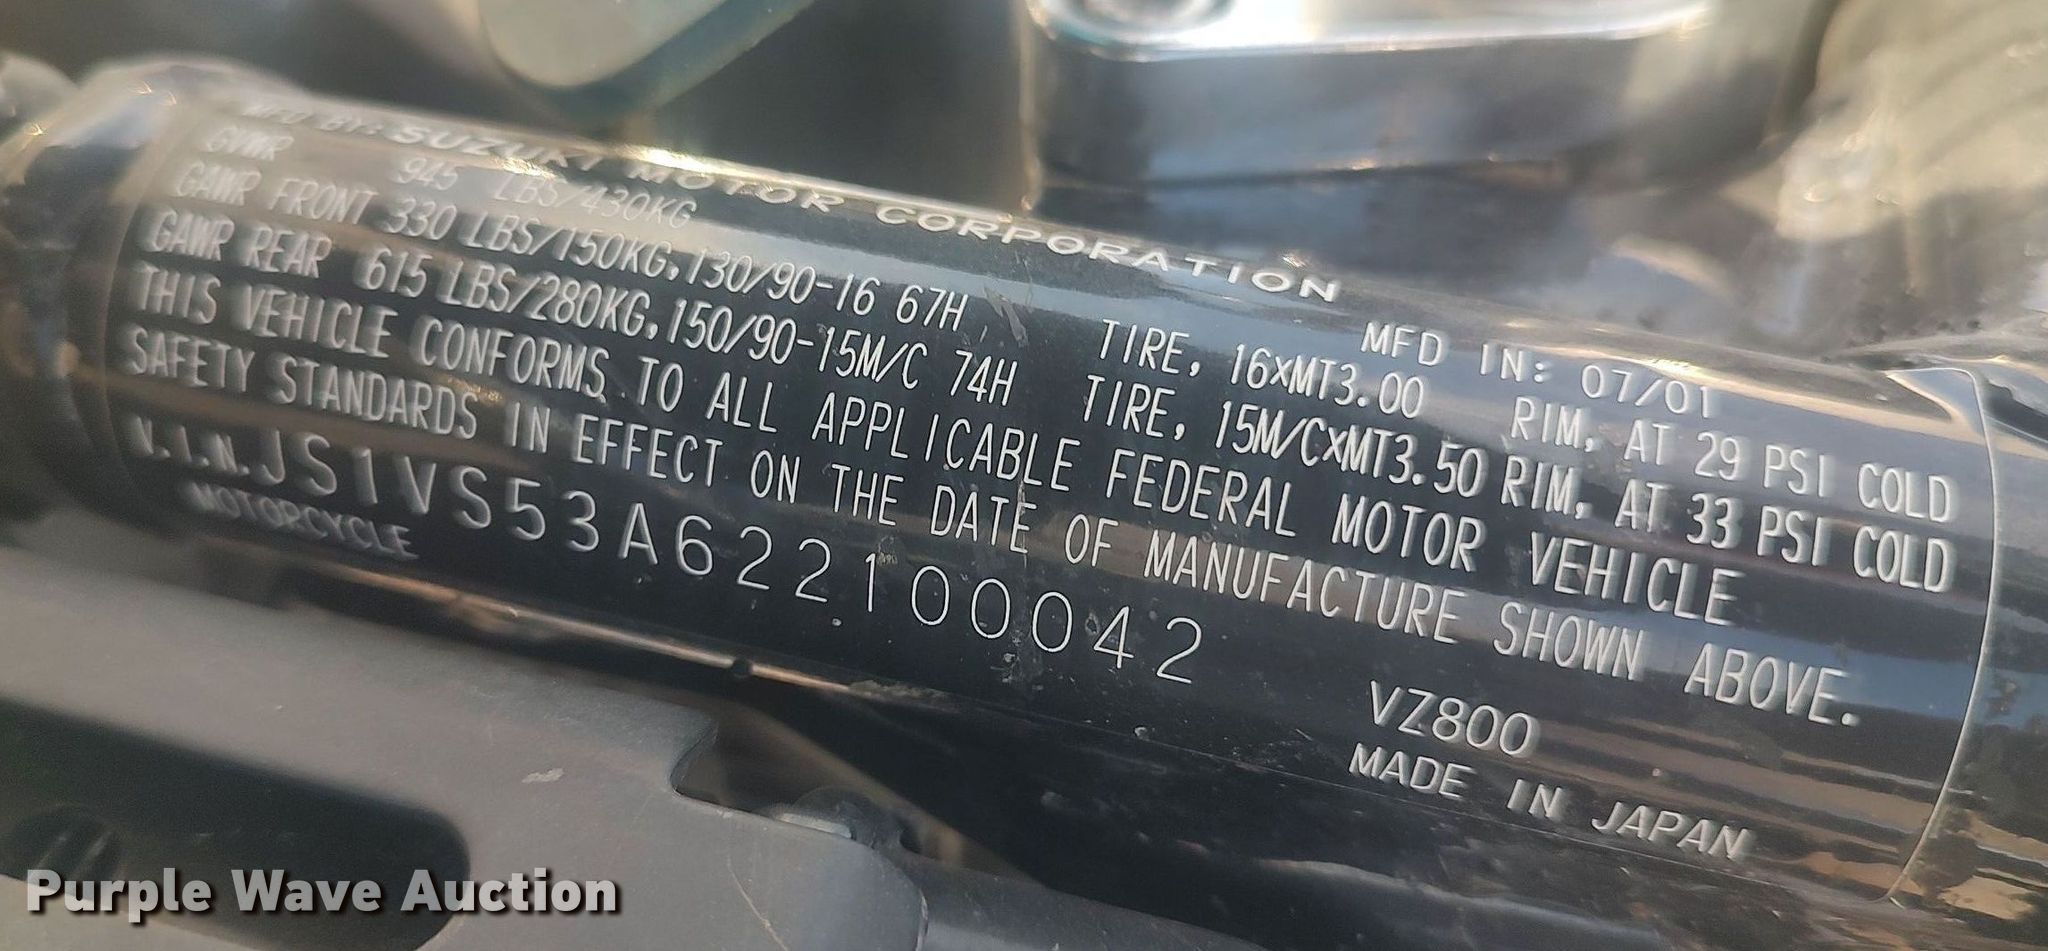 MFD BY: SUZUKI MOTOR CORPORATION MFD IN: 07/01
GVWR 945 LBS/430KG
GAWR FRONT 330 LBS/150KG, 130/90-16 67H TIRE, 16xMT3.00 RIM, AT 29 PSI COLD
GAWR REAR 615 LBS/280KG, 150/90-15M/C 74H TIRE, 15M/CxMT3.50 RIM, AT 33 PSI COLD
THIS VEHICLE CONFORMS TO ALL APPLICABLE FEDERAL MOTOR VEHICLE
SAFETY STANDARDS IN EFFECT ON THE DATE OF MANUFACTURE SHOWN ABOVE.
V.I.N. JS1VS53A622100042 VZ800
MOTORCYCLE MADE IN JAPAN
Purple Wave Auction